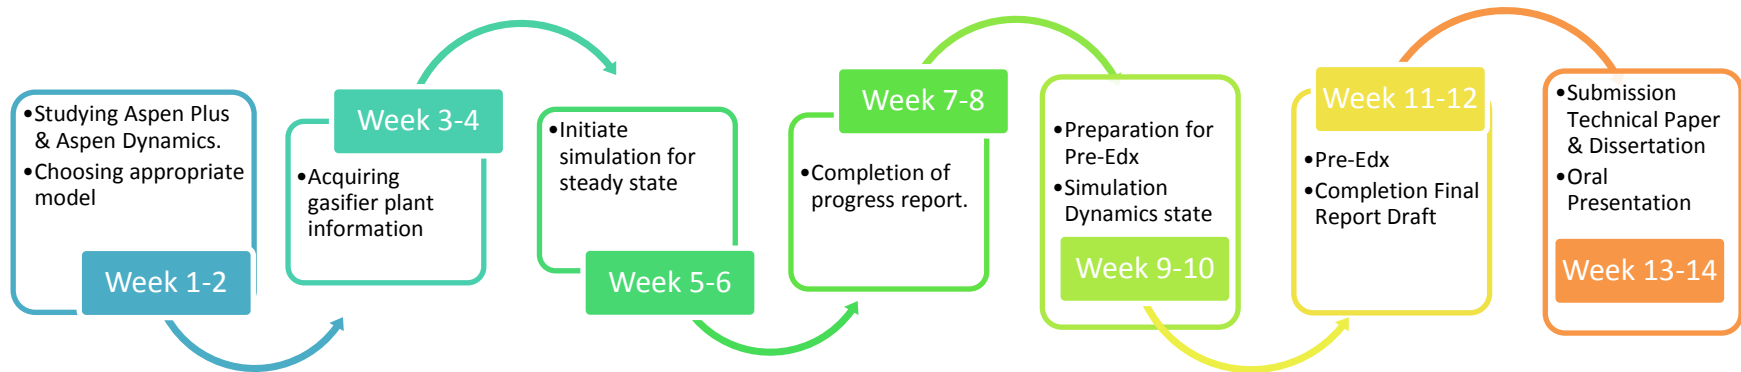 •Studying Aspen Plus
& Aspen Dynamics.
•Choosing appropriate
model
Week 1-2
Week 3-4
•Acquiring
gasifier plant
information
•Initiate
simulation for
steady state
Week 5-6
Week 7-8
•Completion of
progress report.
•Preparation for
Pre-Edx
•Simulation
Dynamics state
Week 9-10
Week 11-12
•Pre-Edx
•Completion Final
Report Draft
•Submission
Technical Paper
& Dissertation
•Oral
Presentation
Week 13-14